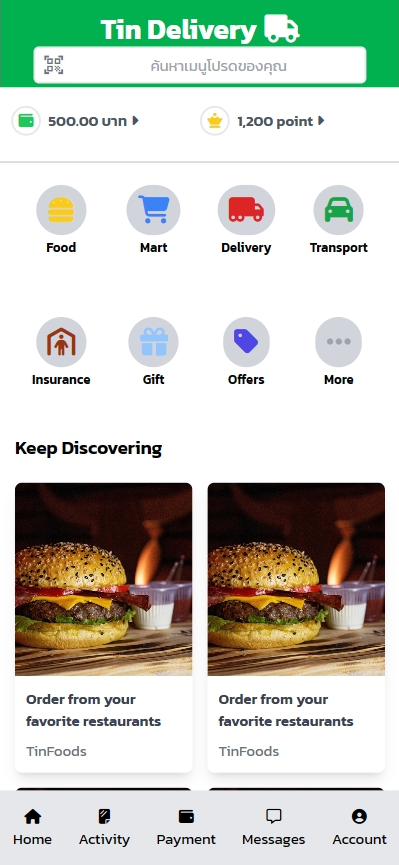 Tin Delivery
ค้นหาเมนูโปรดของคุณ
500.00 บาท
1,200 point
Food Mart Delivery Transport
Insurance Gift Offers More
Keep Discovering
Order from your
favorite restaurants
TinFoods
Order from your
favorite restaurants
TinFoods
Home Activity Payment Messages Account